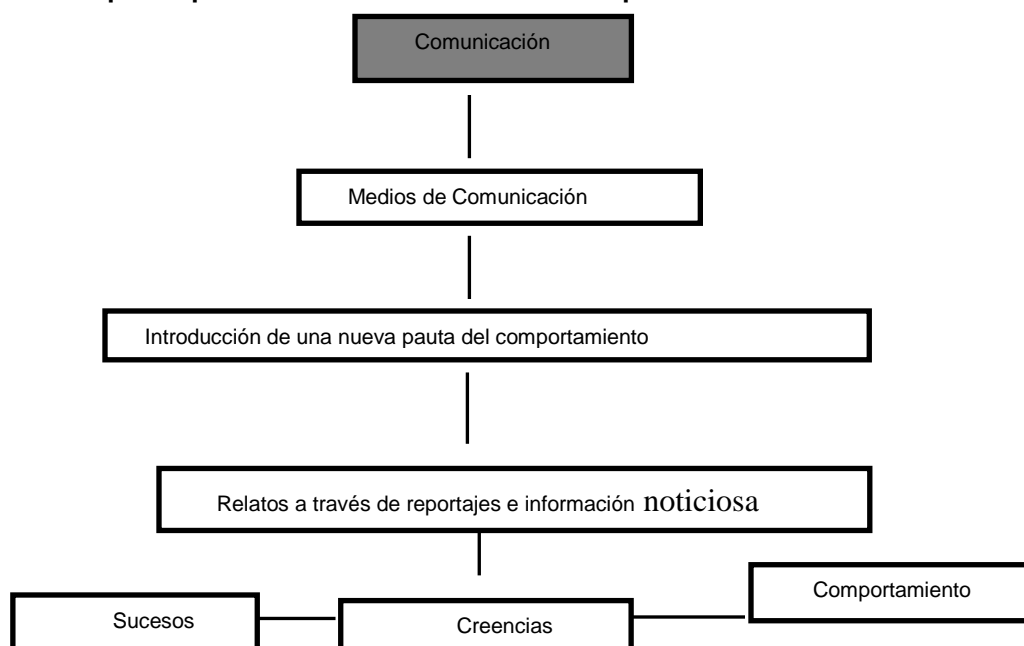 Comunicación
Medios de Comunicación
Introducción de una nueva pauta del comportamiento
Relatos a través de reportajes e información noticiosa
Comportamiento
Sucesos
Creencias